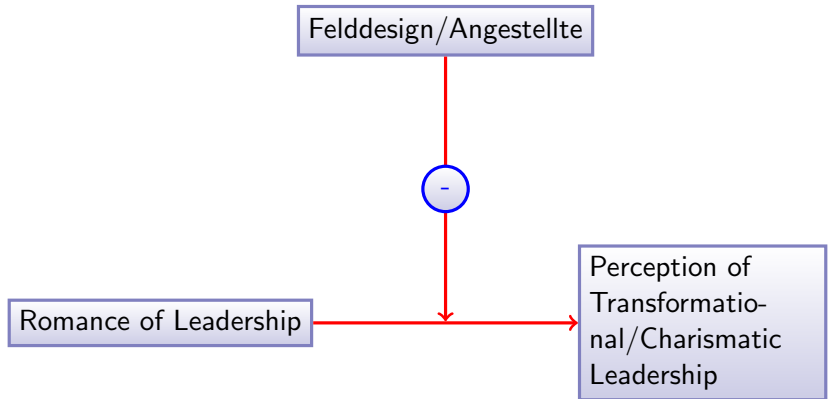 Felddesign/Angestellte
-
Romance of Leadership
Perception of
Transformatio-
nal/Charismatic
Leadership